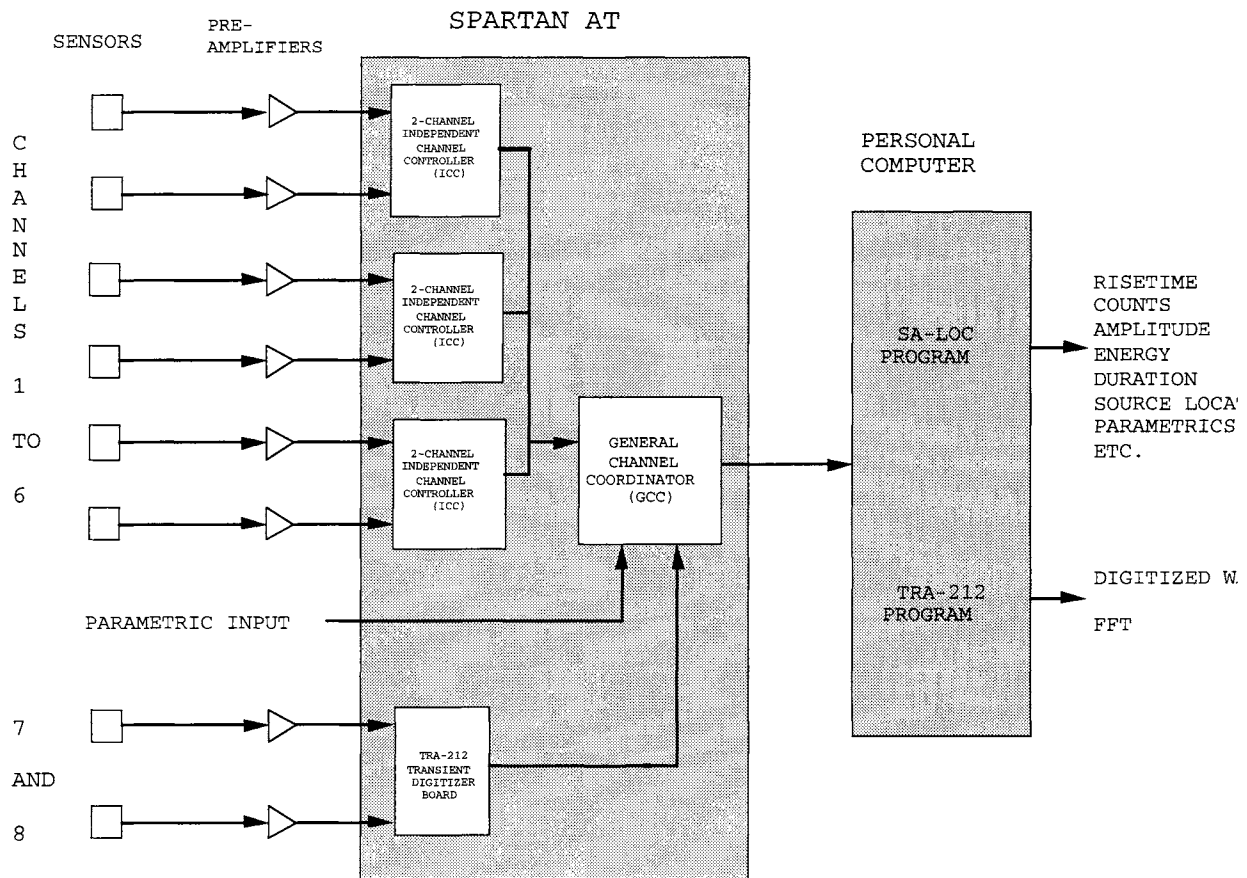 SPARTAN AT
SENSORS
PRE-
AMPLIFIERS
CHANNELS
1
TO
6
2-CHANNEL
INDEPENDENT
CHANNEL
CONTROLLER
(ICC)
2-CHANNEL
INDEPENDENT
CHANNEL
CONTROLLER
(ICC)
2-CHANNEL
INDEPENDENT
CHANNEL
CONTROLLER
(ICC)
GENERAL
CHANNEL
COORDINATOR
(GCC)
PARAMETRIC INPUT
7
AND
8
TRA-212
TRANSIENT
DIGITIZER
BOARD
PERSONAL
COMPUTER
SA-LOC
PROGRAM
TRA-212
PROGRAM
RISETIME
COUNTS
AMPLITUDE
ENERGY
DURATION
SOURCE
PARAMETRICS
ETC.
DIGITIZED
FFT